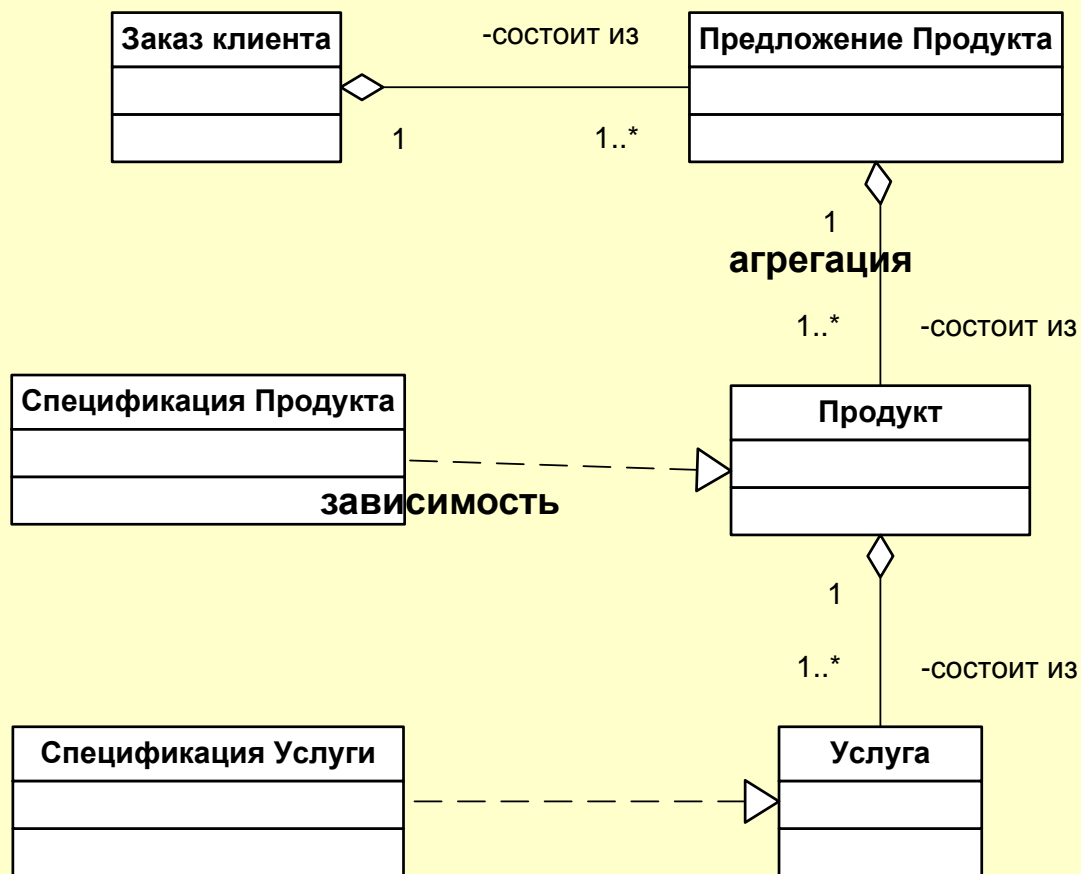 Заказ клиента
-состоит из
Предложение Продукта
1
1..*
1
агрегация
1..*
-состоит из
Спецификация Продукта
Продукт
зависимость
1
1..*
-состоит из
Спецификация Услуги
Услуга